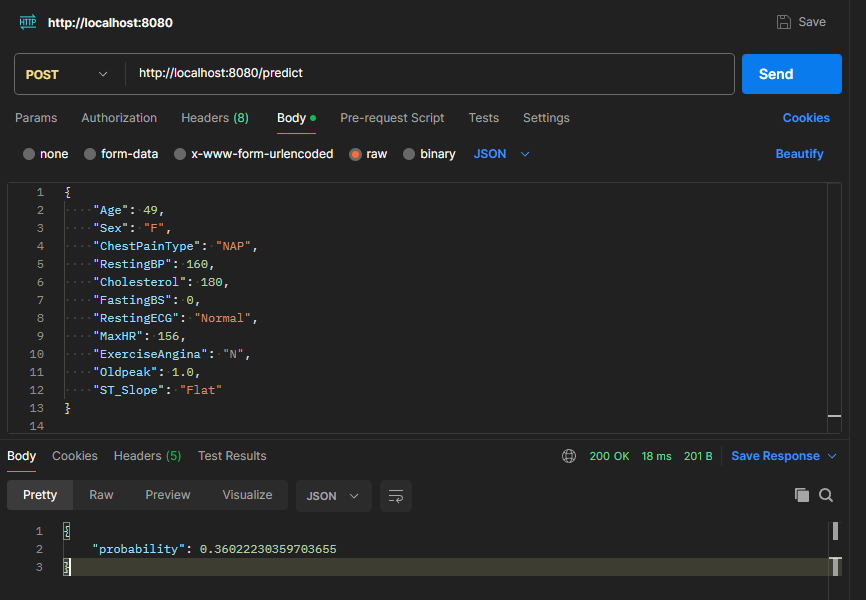 HTTP http://localhost:8080 Save
POST http://localhost:8080/predict Send
Params Authorization Headers (8) Body Pre-request Script Tests Settings Cookies
none form-data x-www-form-urlencoded raw binary JSON Beautify
1 {
2 "Age": 49,
3 "Sex": "F",
4 "ChestPainType": "NAP",
5 "RestingBP": 160,
6 "Cholesterol": 180,
7 "FastingBS": 0,
8 "RestingECG": "Normal",
9 "MaxHR": 156,
10 "ExerciseAngina": "N",
11 "Oldpeak": 1.0,
12 "ST_Slope": "Flat"
13 }
14
Body Cookies Headers (5) Test Results 200 OK 18 ms 201 B Save Response
Pretty Raw Preview Visualize JSON
1 {
2 "probability": 0.36022230359703655
3 }